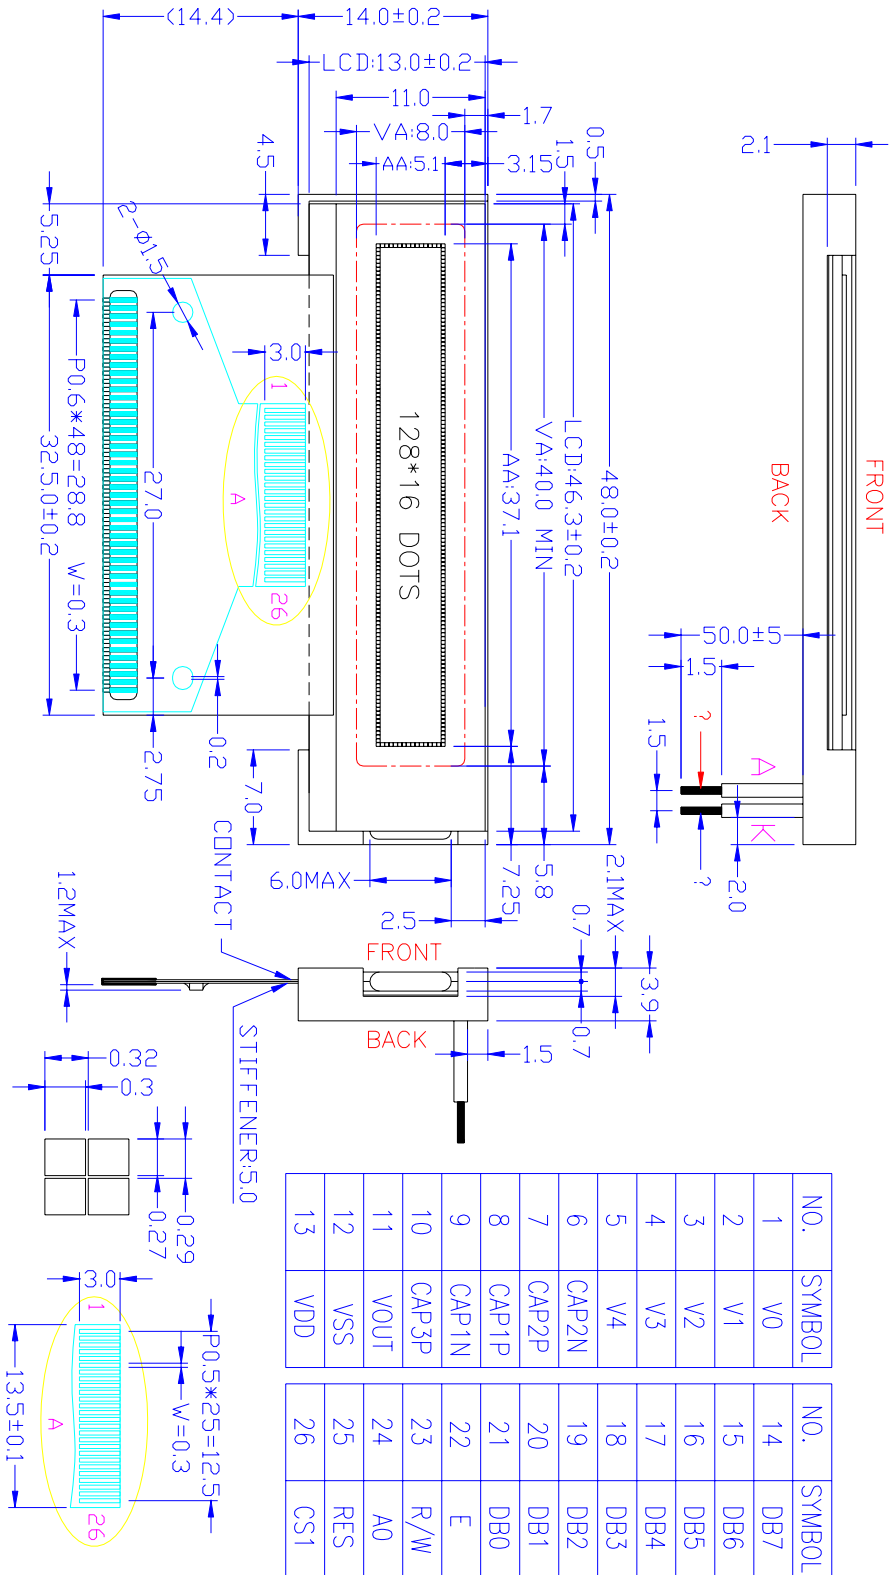 FRONT
BACK
2.1
50.0±5
1.5
1.5
?
?
A
K
2.0
48.0±0.2
LCD:46.3±0.2
VA:40.0 MIN
AA:37.1
0.5
1.5
1.7
3.15
(14.4)
14.0±0.2
LCD:13.0±0.2
11.0
VA:8.0
AA:5.1
4.5
5.25
128*16 DOTS
2-Φ1.5
3.0
1
A
26
27.0
P0.6*48=28.8 W=0.3
32.5.0±0.2
0.2
2.75
7.0
5.8
7.25
6.0MAX
2.5
CONTACT
1.2MAX
STIFFENER:5.0
FRONT
BACK
2.1MAX
0.7
0.7
3.9
1.5
0.32
0.3
0.29
0.27
3.0
1
A
26
P0.5*25=12.5
W=0.3
13.5±0.1
NO. SYMBOL
1 V0
2 V1
3 V2
4 V3
5 V4
6 CAP2N
7 CAP2P
8 CAP1P
9 CAP1N
10 CAP3P
11 VOUT
12 VSS
13 VDD
NO. SYMBOL
14 DB7
15 DB6
16 DB5
17 DB4
18 DB3
19 DB2
20 DB1
21 DB0
22 E
23 R/W
24 A0
25 RES
26 CS1